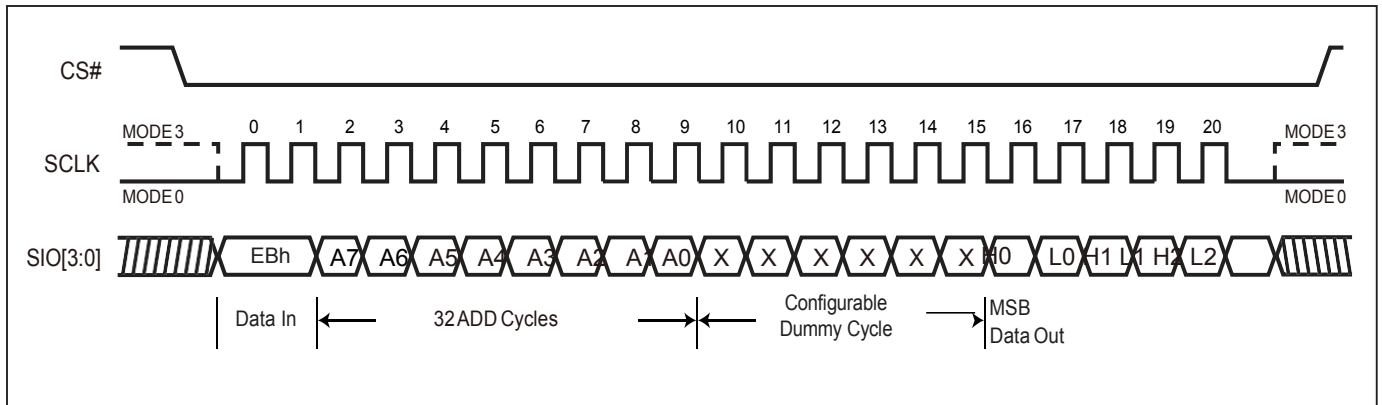 CS#
MODE 3
0 1 2 3 4 5 6 7 8 9 10 11 12 13 14 15 16 17 18 19 20
MODE 3
SCLK
MODE 0
MODE 0
SIO[3:0]
EBh A7 A6 A5 A4 A3 A2 A1 A0 X X X X X X H0 L0 H1 L1 H2 L2
Data In
32 ADD Cycles
Configurable
Dummy Cycle
MSB
Data Out